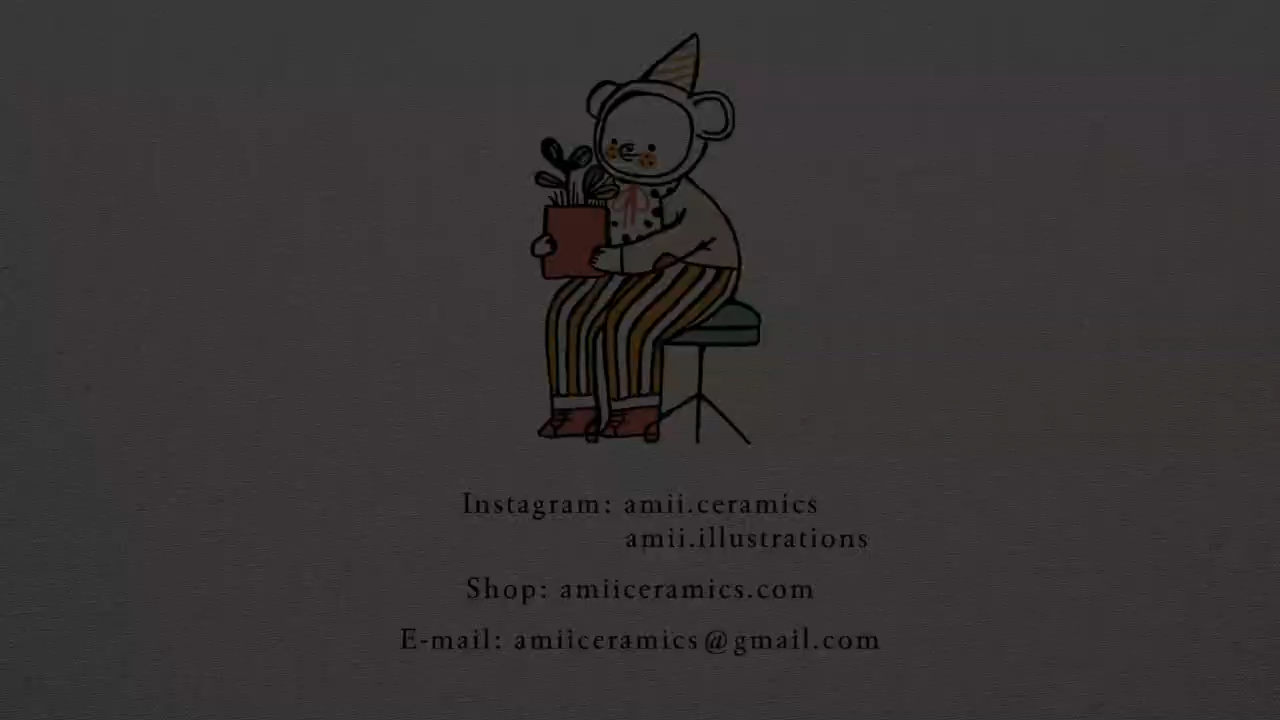 Instagram: amii.ceramics
amii.illustrations
Shop: amiiceramics.com
E-mail: amiiceramics@gmail.com